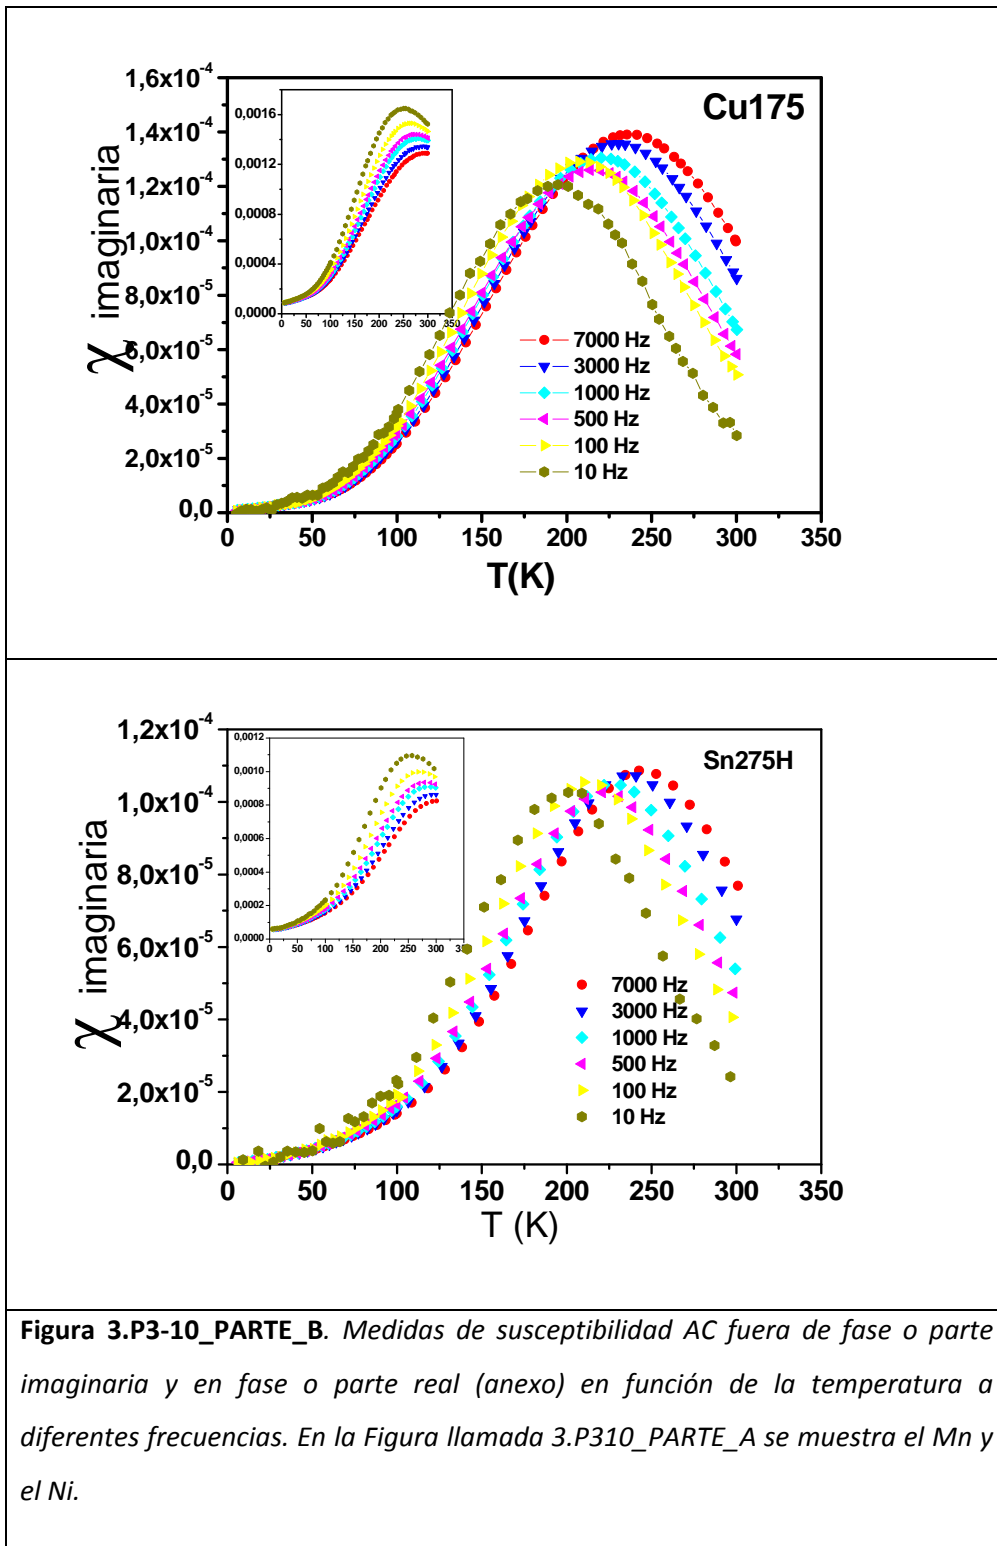 1,6x10-4
1,4x10-4
1,2x10-4
1,0x10-4
8,0x10-5
6,0x10-5
4,0x10-5
2,0x10-5
0,0
χ imaginaria
Cu175
0,0016
0,0012
0,0008
0,0004
0,0000
0 50 100 150 200 250 300 350
7000 Hz
3000 Hz
1000 Hz
500 Hz
100 Hz
10 Hz
0 50 100 150 200 250 300 350
T(K)
1,2x10-4
1,0x10-4
8,0x10-5
6,0x10-5
4,0x10-5
2,0x10-5
0,0
χ imaginaria
Sn275H
0,0012
0,0010
0,0008
0,0006
0,0004
0,0002
0,0000
0 50 100 150 200 250 300 350
7000 Hz
3000 Hz
1000 Hz
500 Hz
100 Hz
10 Hz
0 50 100 150 200 250 300 350
T (K)
Figura 3.P3-10_PARTE_B. Medidas de susceptibilidad AC fuera de fase o parte
imaginaria y en fase o parte real (anexo) en función de la temperatura a
diferentes frecuencias. En la Figura llamada 3.P310_PARTE_A se muestra el Mn y
el Ni.